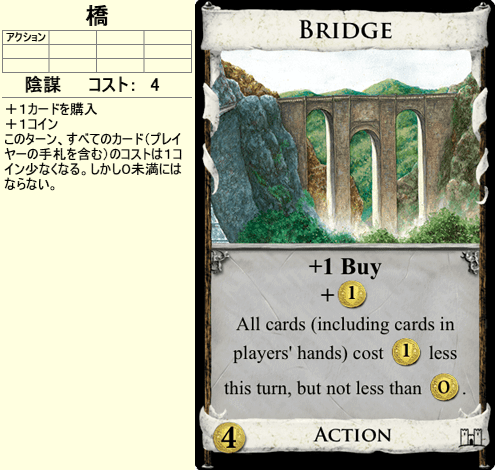 橋
アクション
陰謀　コスト：　4
＋１カードを購入
＋１コイン
このターン、すべてのカード（プレイ
ヤーの手札を含む）のコストは１コ
イン少なくなる。しかし０未満には
ならない。
BRIDGE
+1 Buy
+ 1
All cards (including cards in
players' hands) cost 1 less
this turn, but not less than 0 .
4 ACTION